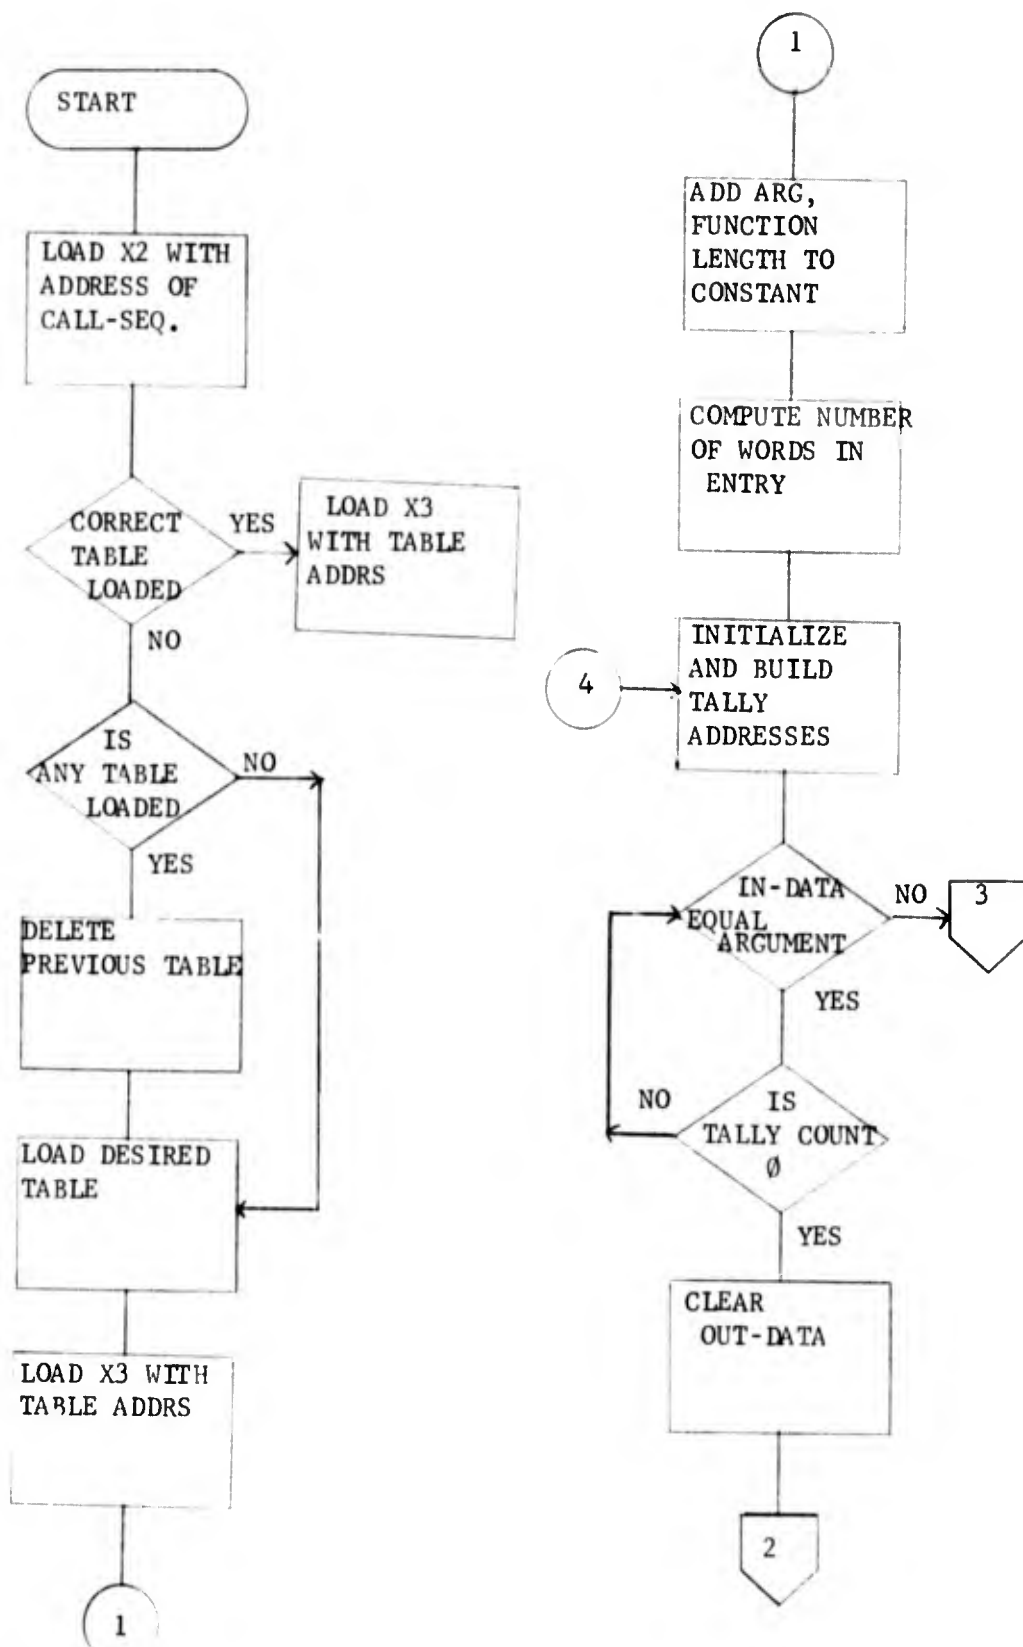 START
LOAD X2 WITH
ADDRESS OF
CALL-SEQ.
CORRECT
TABLE
LOADED
YES
LOAD X3
WITH TABLE
ADDRS
NO
IS
ANY TABLE
LOADED
NO
YES
DELETE
PREVIOUS TABLE
LOAD DESIRED
TABLE
LOAD X3 WITH
TABLE ADDRS
1
1
ADD ARG,
FUNCTION
LENGTH TO
CONSTANT
COMPUTE NUMBER
OF WORDS IN
ENTRY
4
INITIALIZE
AND BUILD
TALLY
ADDRESSES
IN-DATA
EQUAL
ARGUMENT
NO
3
YES
NO
IS
TALLY COUNT
Ø
YES
CLEAR
OUT-DATA
2